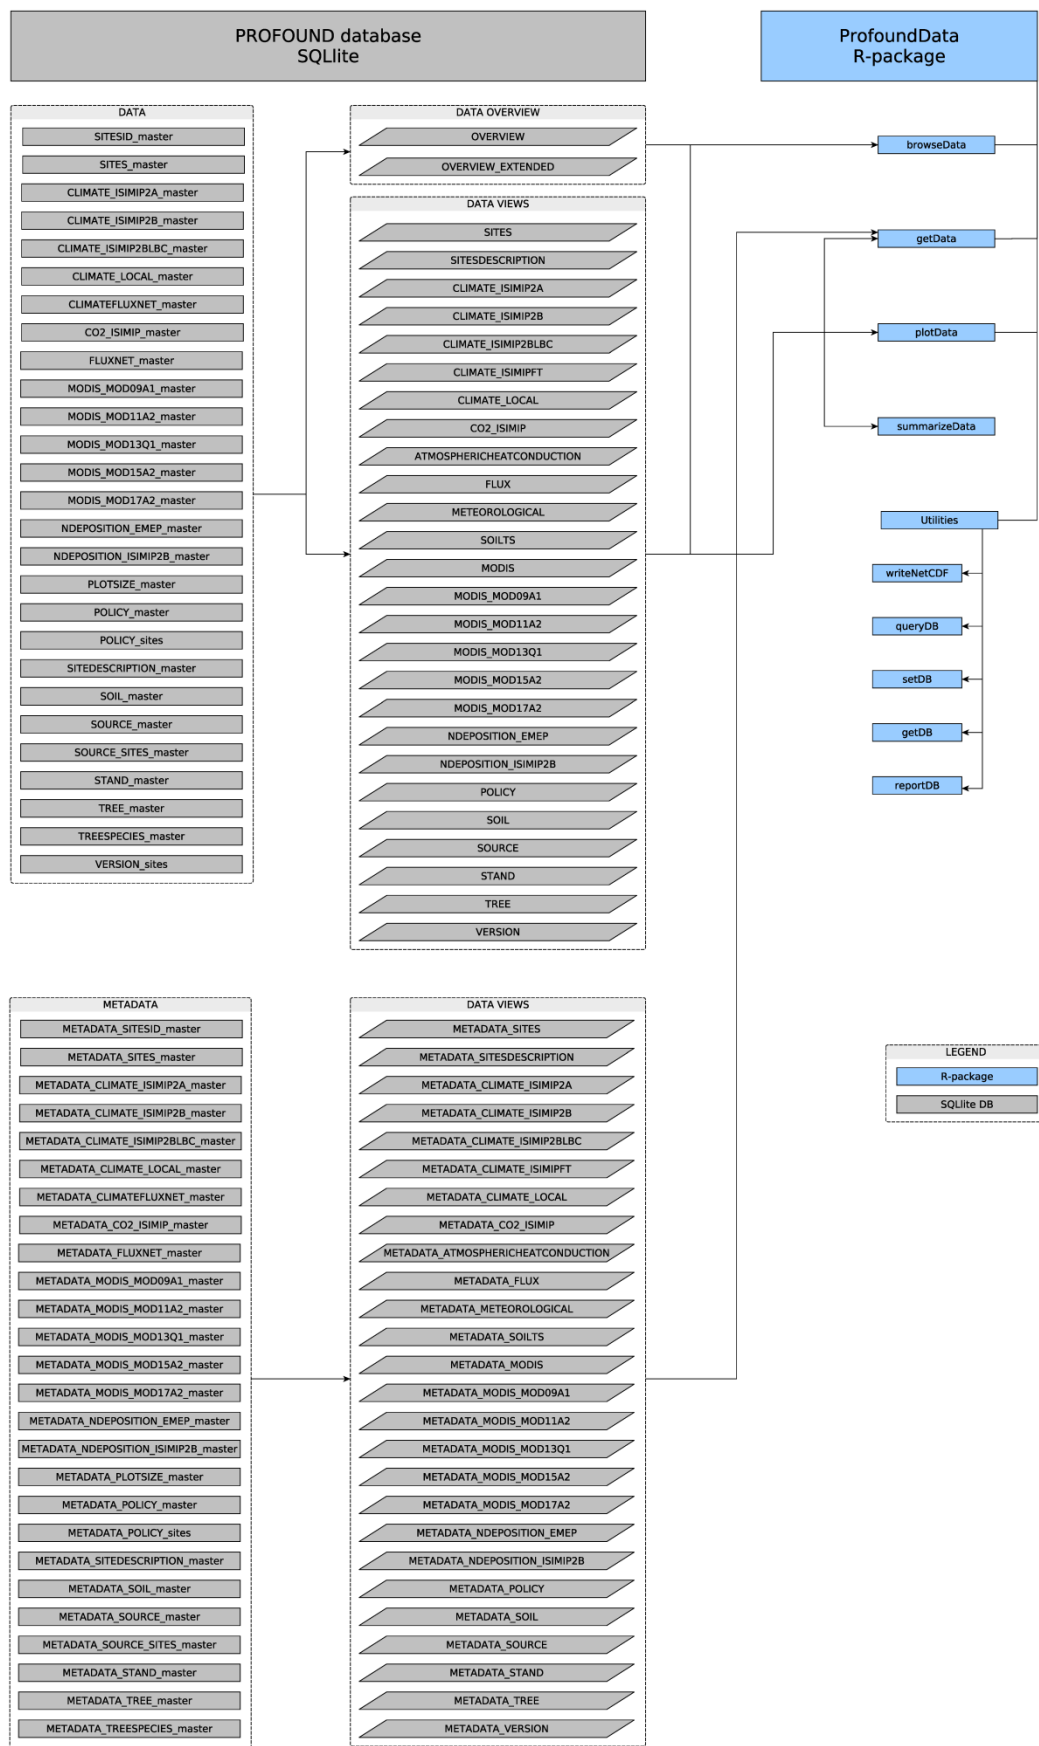 PROFOUND database
SQLlite
ProfoundData
R-package
DATA
SITESID_master
SITES_master
CLIMATE_ISIMIP2A_master
CLIMATE_ISIMIP2B_master
CLIMATE_ISIMIP2BLBC_master
CLIMATE_LOCAL_master
CLIMATEFLUXNET_master
CO2_ISIMIP_master
FLUXNET_master
MODIS_MOD09A1_master
MODIS_MOD11A2_master
MODIS_MOD13Q1_master
MODIS_MOD15A2_master
MODIS_MOD17A2_master
NDEPOSITION_EMEP_master
NDEPOSITION_ISIMIP2B_master
PLOTSIZE_master
POLICY_master
POLICY_sites
SITEDESCRIPTION_master
SOIL_master
SOURCE_master
SOURCE_SITES_master
STAND_master
TREE_master
TREESPECIES_master
VERSION_sites
DATA OVERVIEW
OVERVIEW
OVERVIEW_EXTENDED
DATA VIEWS
SITES
SITESDESCRIPTION
CLIMATE_ISIMIP2A
CLIMATE_ISIMIP2B
CLIMATE_ISIMIP2BLBC
CLIMATE_ISIMIPFT
CLIMATE_LOCAL
CO2_ISIMIP
ATMOSPHERICHEATCONDUCTION
FLUX
METEOROLOGICAL
SOILTS
MODIS
MODIS_MOD09A1
MODIS_MOD11A2
MODIS_MOD13Q1
MODIS_MOD15A2
MODIS_MOD17A2
NDEPOSITION_EMEP
NDEPOSITION_ISIMIP2B
POLICY
SOIL
SOURCE
STAND
TREE
VERSION
browseData
getData
plotData
summarizeData
Utilities
writeNetCDF
queryDB
setDB
getDB
reportDB
METADATA
METADATA_SITESID_master
METADATA_SITES_master
METADATA_CLIMATE_ISIMIP2A_master
METADATA_CLIMATE_ISIMIP2B_master
METADATA_CLIMATE_ISIMIP2BLBC_master
METADATA_CLIMATE_LOCAL_master
METADATA_CLIMATEFLUXNET_master
METADATA_CO2_ISIMIP_master
METADATA_FLUXNET_master
METADATA_MODIS_MOD09A1_master
METADATA_MODIS_MOD11A2_master
METADATA_MODIS_MOD13Q1_master
METADATA_MODIS_MOD15A2_master
METADATA_MODIS_MOD17A2_master
METADATA_NDEPOSITION_EMEP_master
METADATA_NDEPOSITION_ISIMIP2B_master
METADATA_PLOTSIZE_master
METADATA_POLICY_master
METADATA_POLICY_sites
METADATA_SITEDESCRIPTION_master
METADATA_SOIL_master
METADATA_SOURCE_master
METADATA_SOURCE_SITES_master
METADATA_STAND_master
METADATA_TREE_master
METADATA_TREESPECIES_master
DATA VIEWS
METADATA_SITES
METADATA_SITESDESCRIPTION
METADATA_CLIMATE_ISIMIP2A
METADATA_CLIMATE_ISIMIP2B
METADATA_CLIMATE_ISIMIP2BLBC
METADATA_CLIMATE_ISIMIPFT
METADATA_CLIMATE_LOCAL
METADATA_CO2_ISIMIP
METADATA_ATMOSPHERICHEATCONDUCTION
METADATA_FLUX
METADATA_METEOROLOGICAL
METADATA_SOILTS
METADATA_MODIS
METADATA_MODIS_MOD09A1
METADATA_MODIS_MOD11A2
METADATA_MODIS_MOD13Q1
METADATA_MODIS_MOD15A2
METADATA_MODIS_MOD17A2
METADATA_NDEPOSITION_EMEP
METADATA_NDEPOSITION_ISIMIP2B
METADATA_POLICY
METADATA_SOIL
METADATA_SOURCE
METADATA_STAND
METADATA_TREE
METADATA_VERSION
LEGEND
R-package
SQLlite DB